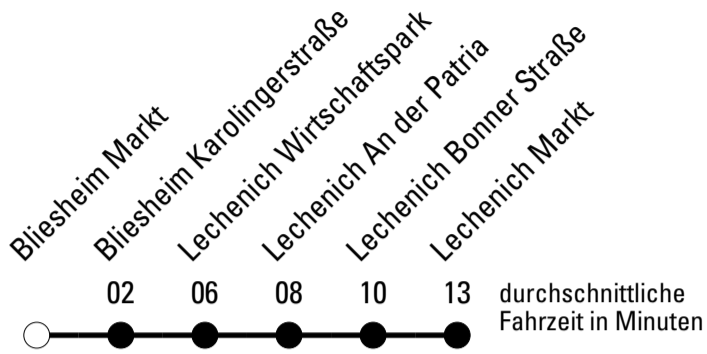 Bliesheim Markt
Bliesheim Karolingerstraße
Lechenich Wirtschaftspark
Lechenich An der Patria
Lechenich Bonner Straße
Lechenich Markt
02 06 08 10 13 durchschnittliche
Fahrzeit in Minuten